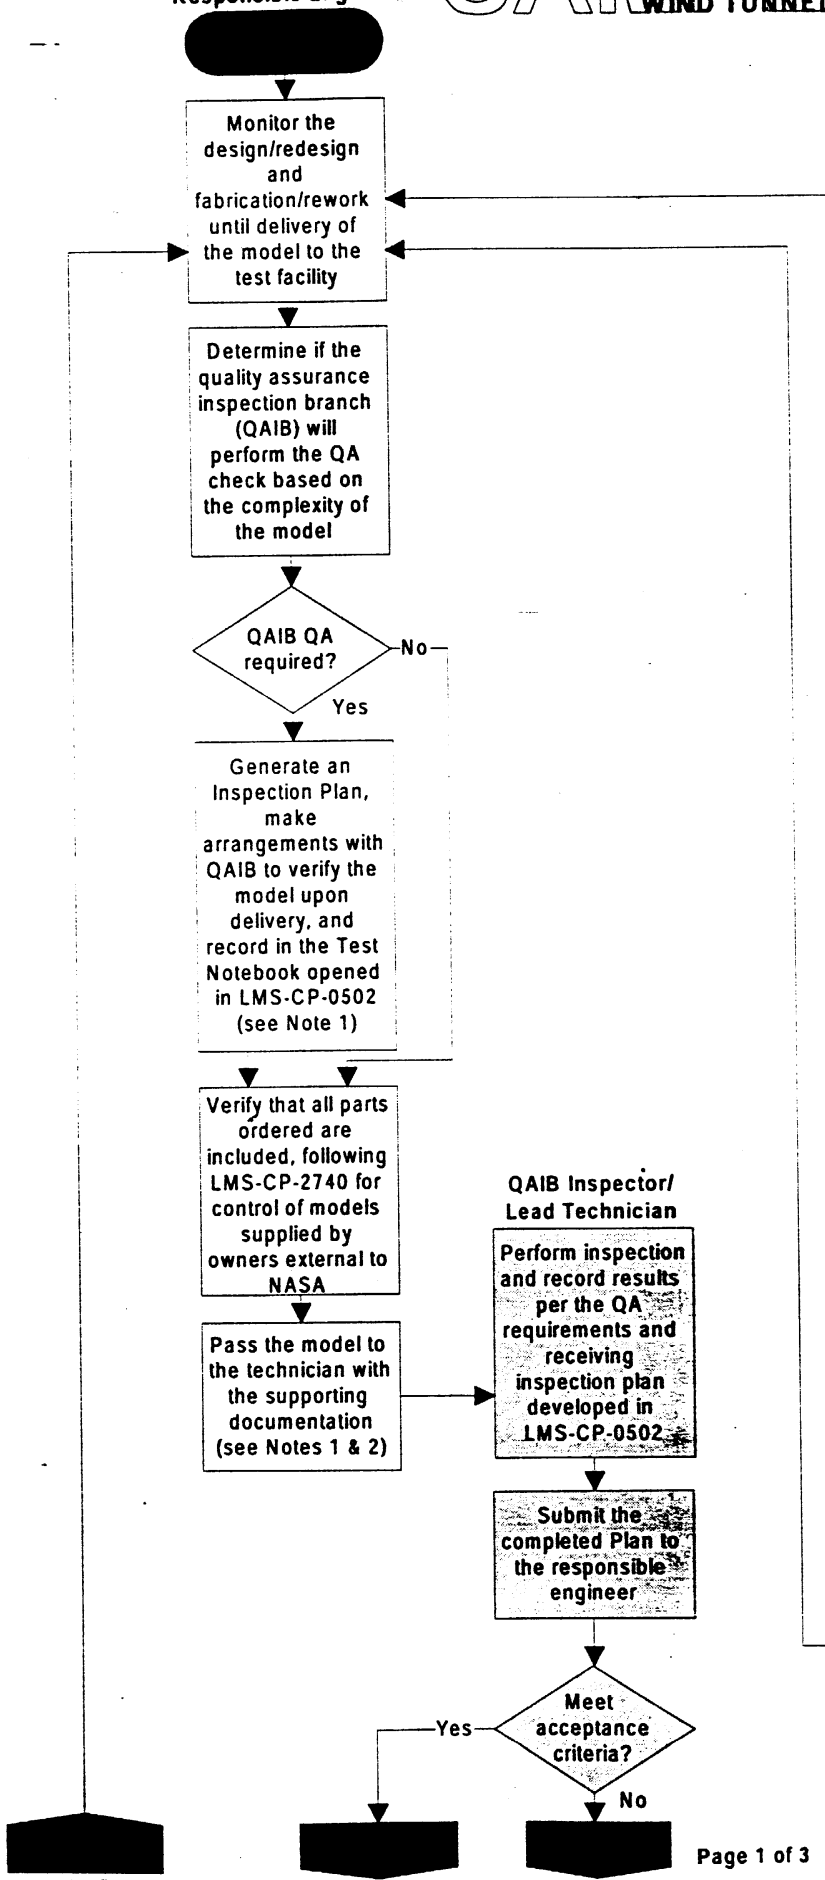 WIND TUNNEL
Monitor the
design/redesign
and
fabrication/rework
until delivery of
the model to the
test facility
Determine if the
quality assurance
inspection branch
(QAIB) will
perform the QA
check based on
the complexity of
the model
QAIB QA
required?
No
Yes
Generate an
Inspection Plan,
make
arrangements with
QAIB to verify the
model upon
delivery, and
record in the Test
Notebook opened
in LMS-CP-0502
(see Note 1)
Verify that all parts
ordered are
included, following
LMS-CP-2740 for
control of models
supplied by
owners external to
NASA
Pass the model to
the technician with
the supporting
documentation
(see Notes 1 & 2)
QAIB Inspector/
Lead Technician
Perform inspection
and record results
per the QA
requirements and
receiving
inspection plan
developed in
LMS-CP-0502
Submit the
completed Plan to
the responsible
engineer
Meet
acceptance
criteria?
Yes
No
Page 1 of 3